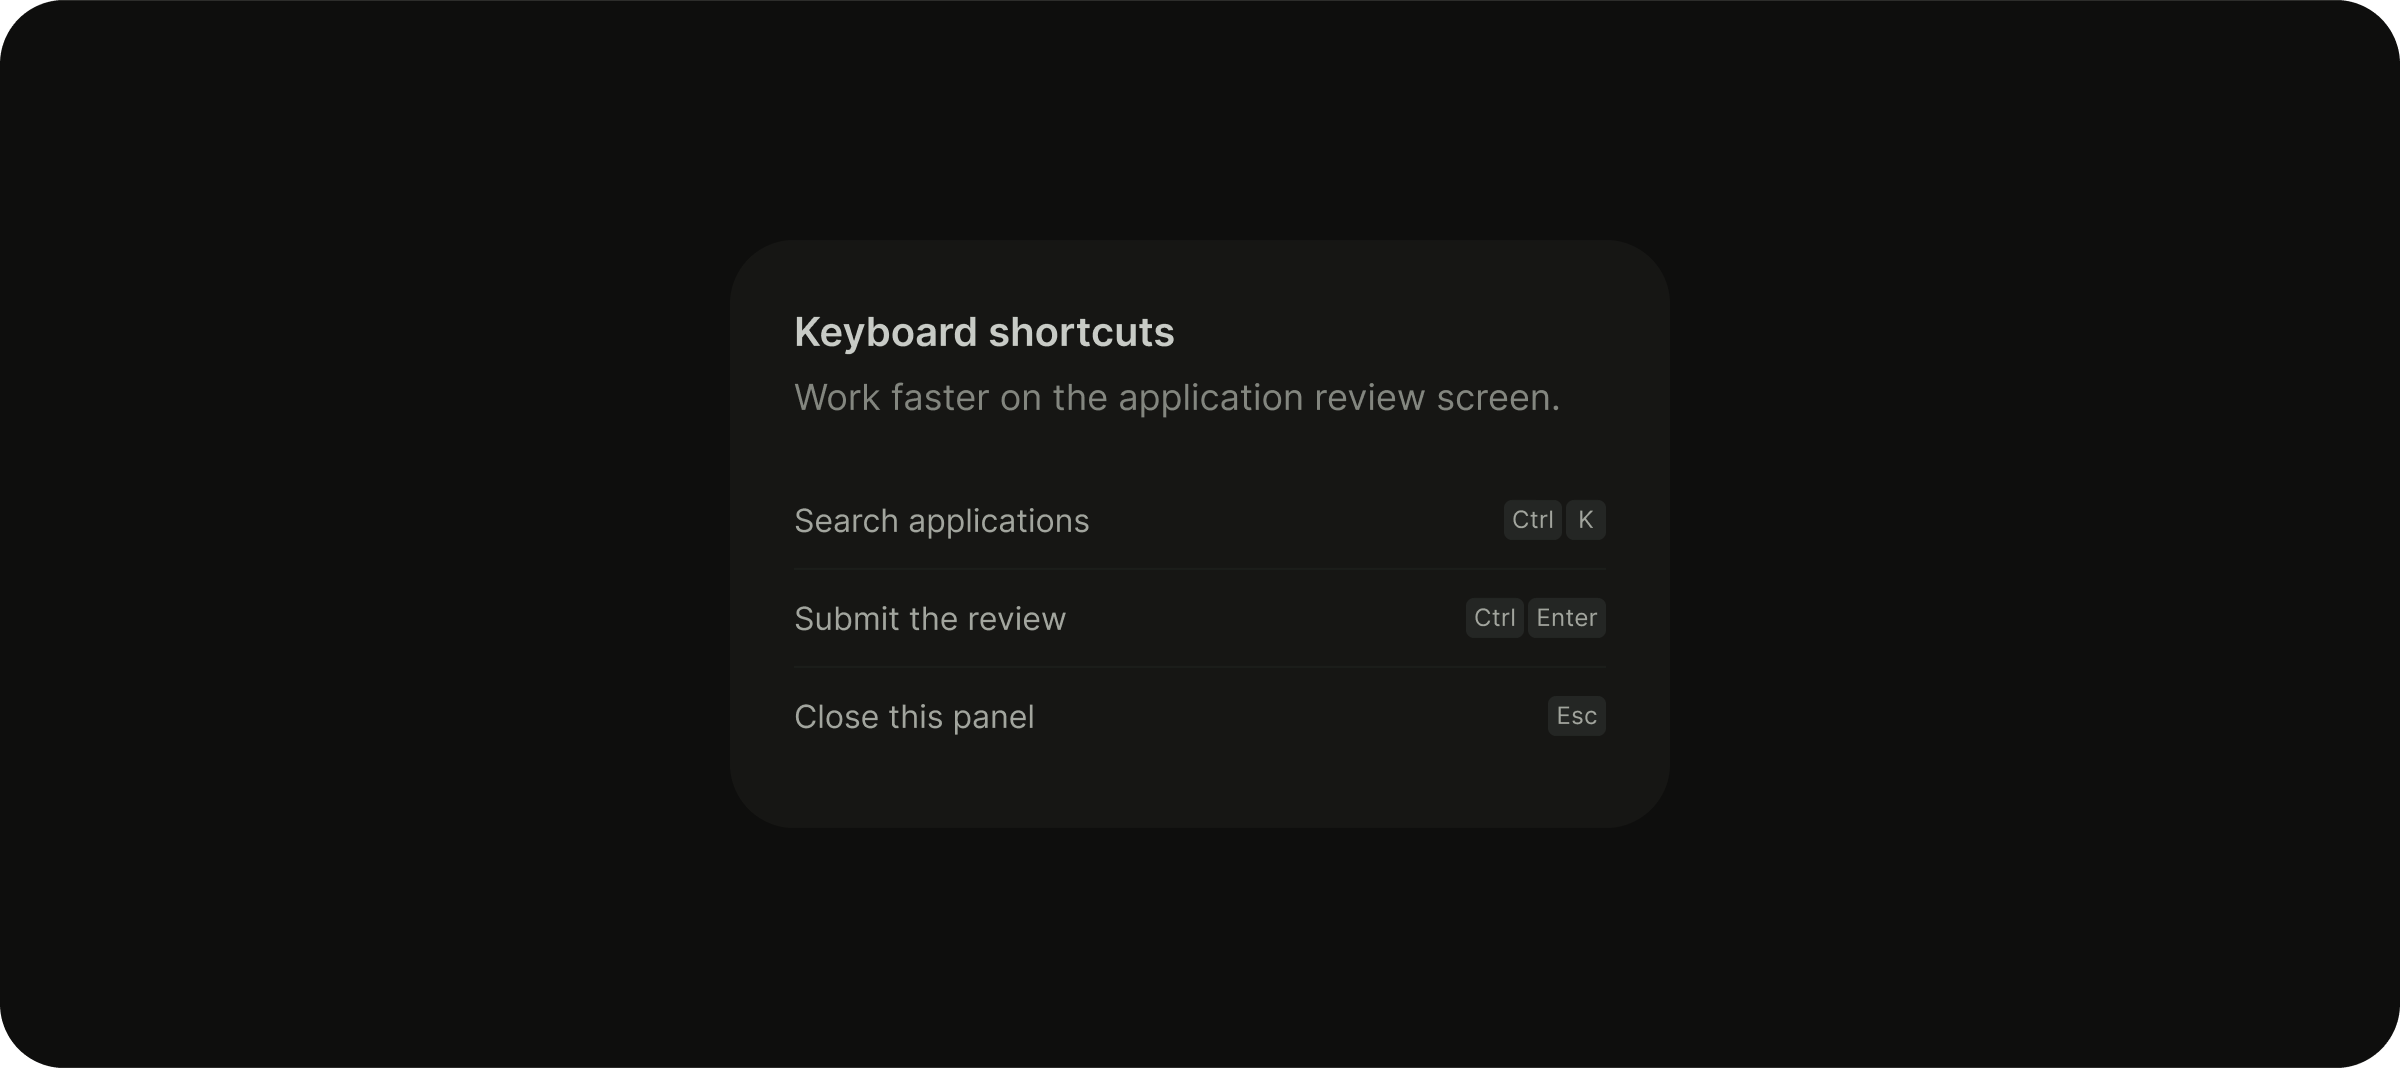 Keyboard shortcuts
Work faster on the application review screen.
Search applications Ctrl K
Submit the review Ctrl Enter
Close this panel Esc